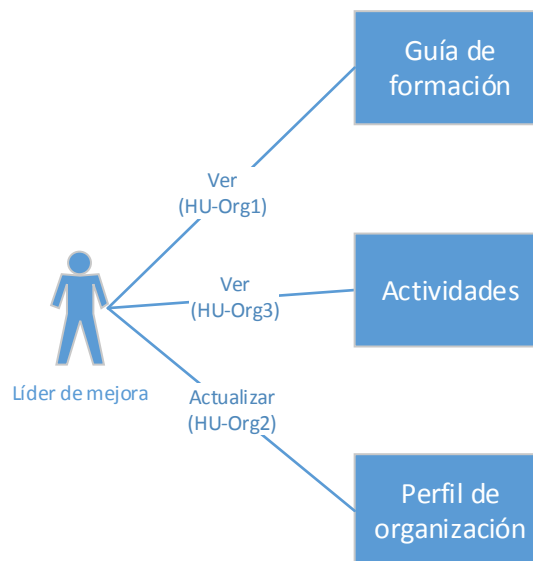 Guía de
formación
Ver
(HU-Org1)
Ver
(HU-Org3)
Actividades
Líder de mejora
Actualizar
(HU-Org2)
Perfil de
organización